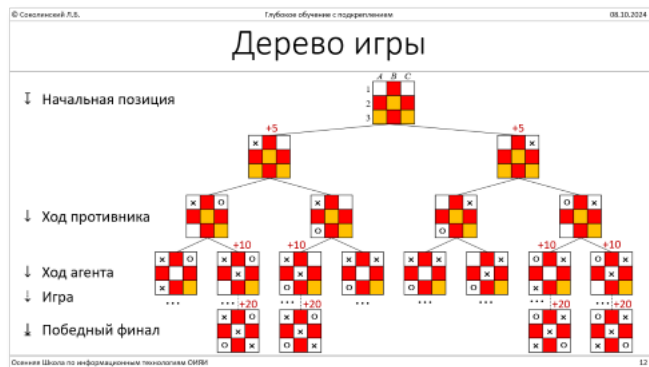 © Соколенский Л.Б. Глубокое обучение с подкреплением 08.10.2024
Дерево игры
A B C
1
2
3
Начальная позиция
+5 +5
× ×
Ход противника
× O × × O ×
O O
+10 +10 +10 +10
Ход агента
Игра
... ... ... ... ... ... ... ...
+20 +20 +20 +20
Победный финал
Осенняя Школа по информационным технологиям ОИЯИ 12